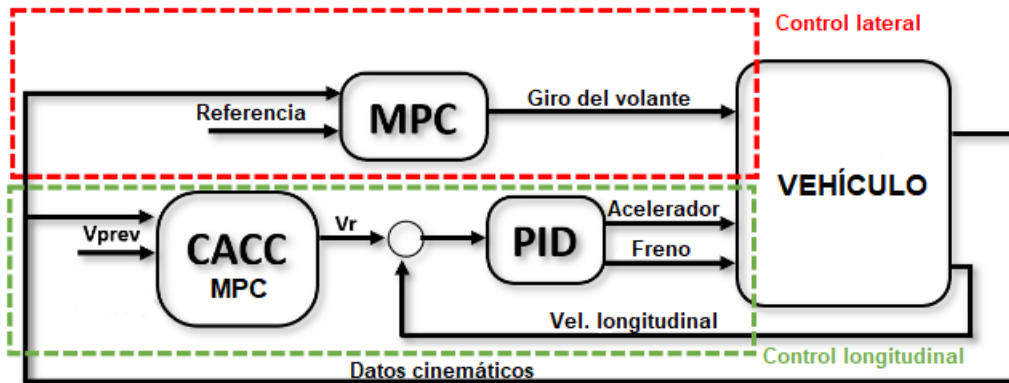 Control lateral
Referencia
MPC
Giro del volante
VEHÍCULO
Vprev
CACC
MPC
Vr
PID
Acelerador
Freno
Vel. longitudinal
Control longitudinal
Datos cinemáticos